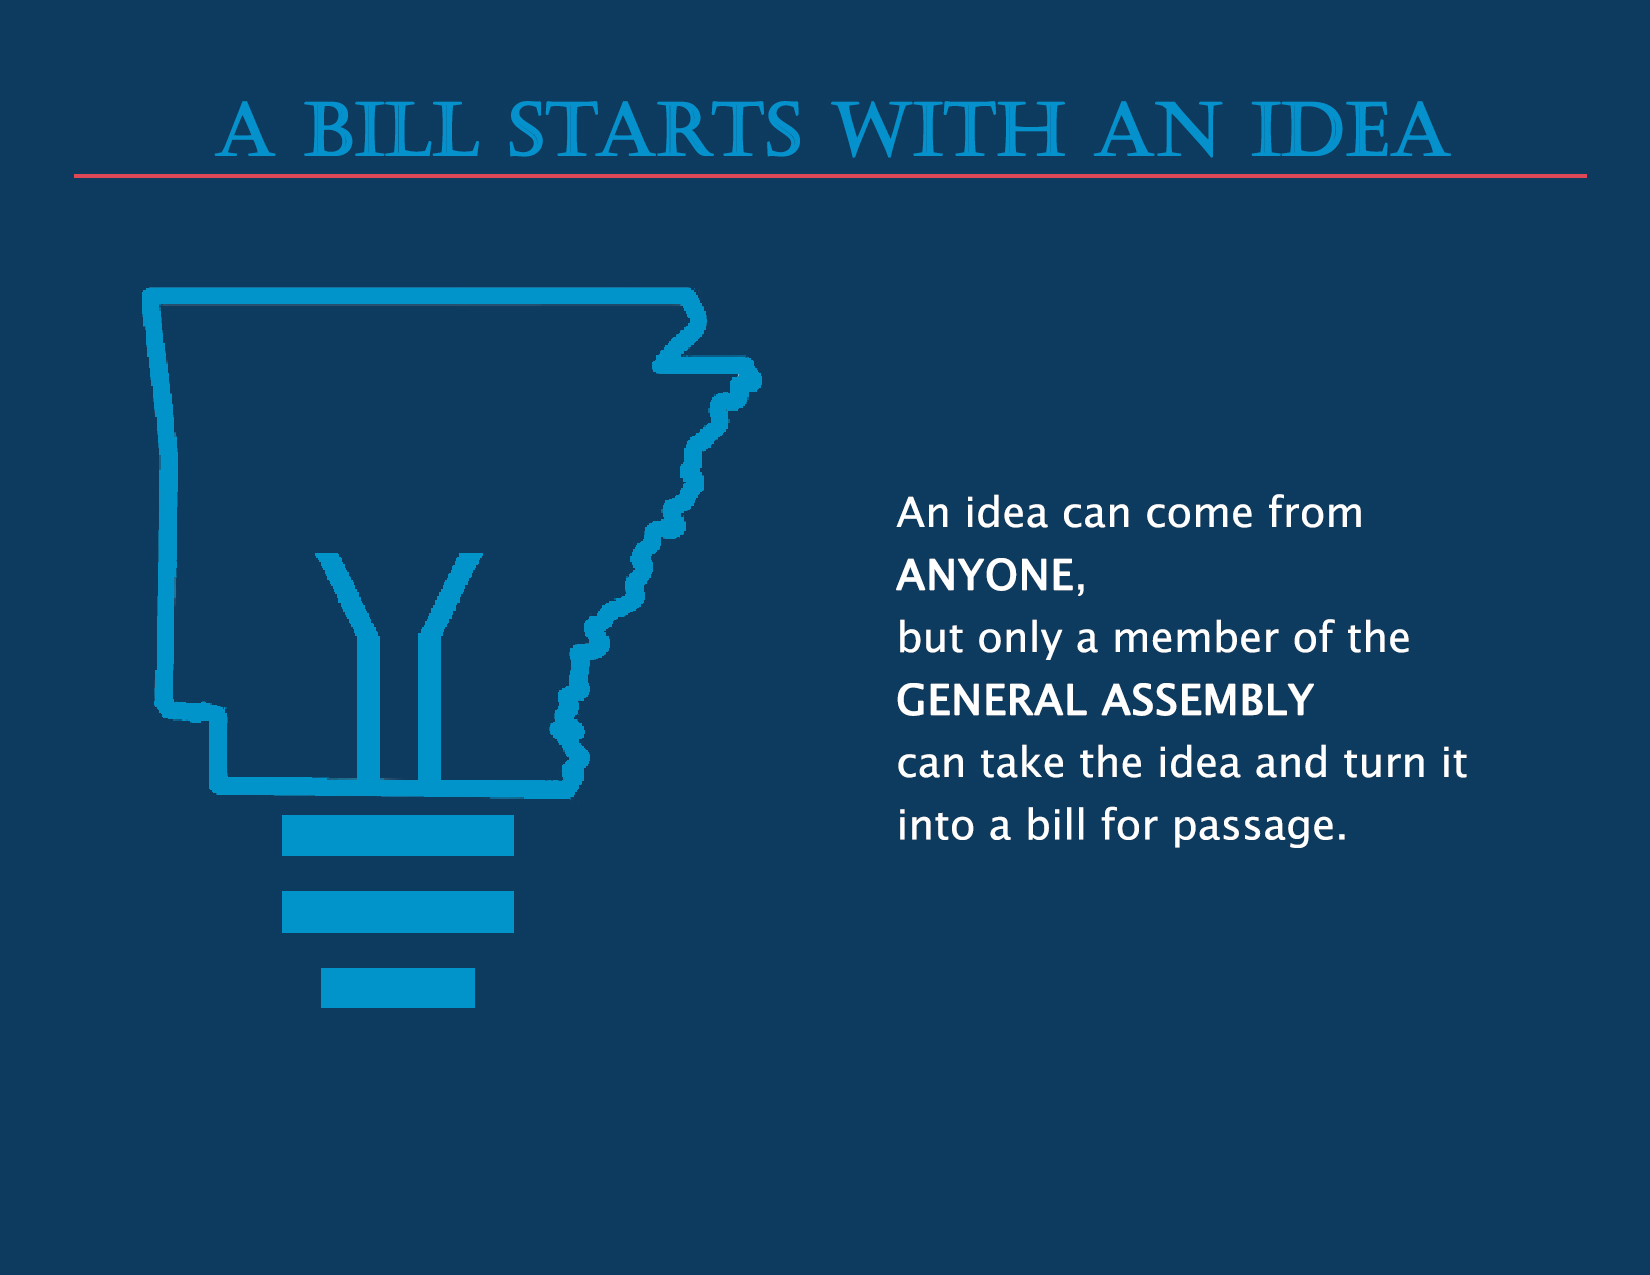 A BILL STARTS WITH AN IDEA
An idea can come from
ANYONE,
but only a member of the
GENERAL ASSEMBLY
can take the idea and turn it
into a bill for passage.